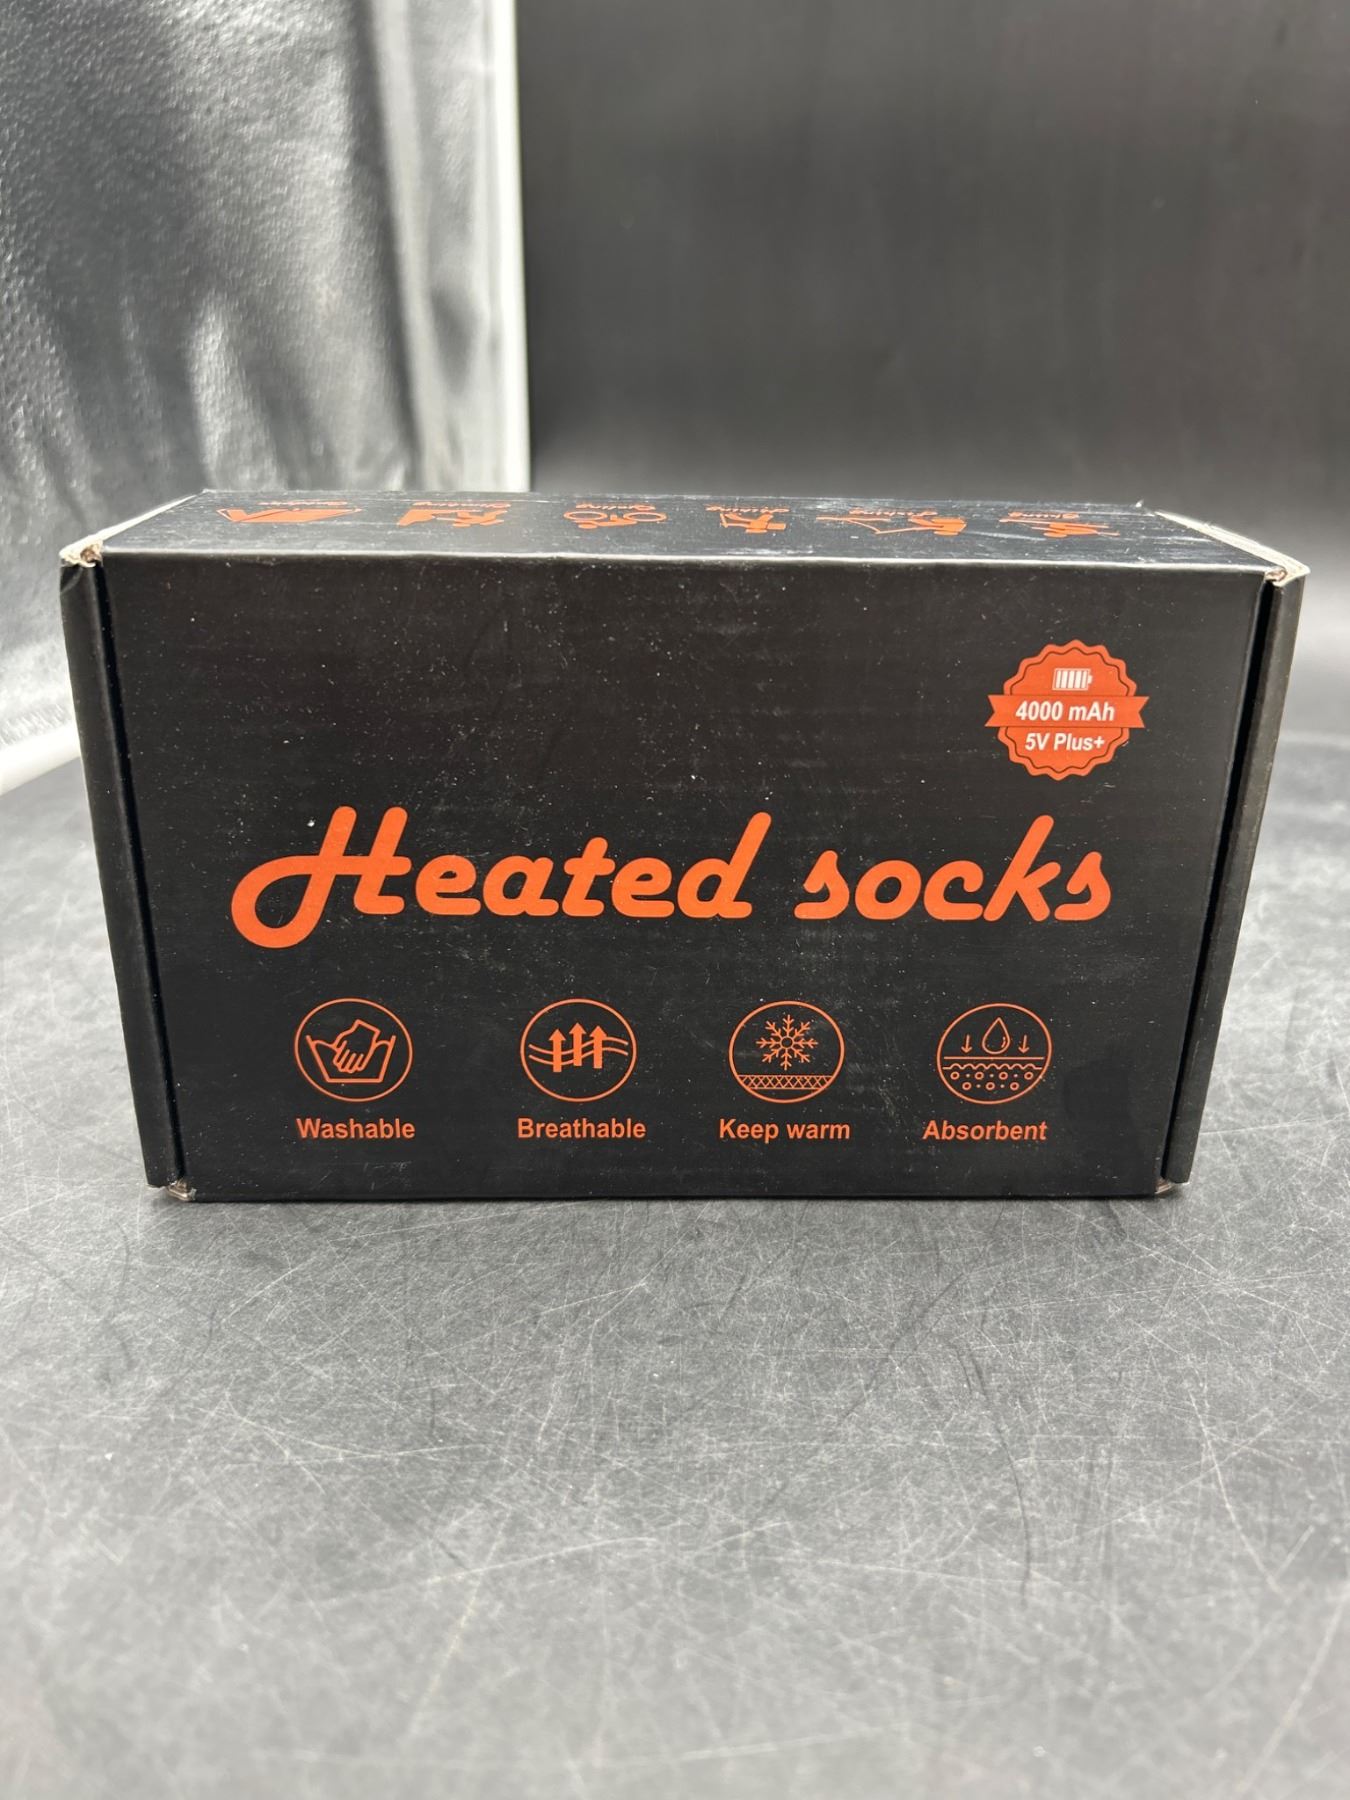 4000 mAh
5V Plus+
Heated socks
Washable
Breathable
Keep warm
Absorbent